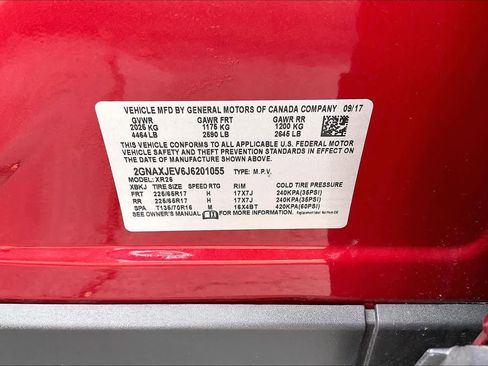 VEHICLE MFD BY GENERAL MOTORS OF CANADA COMPANY 09/17
GVWR GAWR FRT GAWR RR
2025 KG 1175 KG 1200 KG
4464 LB 2590 LB 2645 LB
THIS VEHICLE CONFORMS TO ALL APPLICABLE U.S. FEDERAL MOTOR
VEHICLE SAFETY AND THEFT PREVENTION STANDARDS IN EFFECT ON
THE DATE OF MANUFACTURE SHOWN ABOVE.
2GNAXJEV6J6201055 TYPE: M.P.V.
MODEL: XR26
XBKJ TIRE SIZE SPEED RTG RIM COLD TIRE PRESSURE
FRT 225/65R17 H 17X7J 240KPA(35PSI)
RR 225/65R17 H 17X7J 240KPA(35PSI)
SPA T135/70R16 M 16X4BT 420KPA(60PSI)
SEE OWNER'S MANUAL FOR MORE INFORMATION.